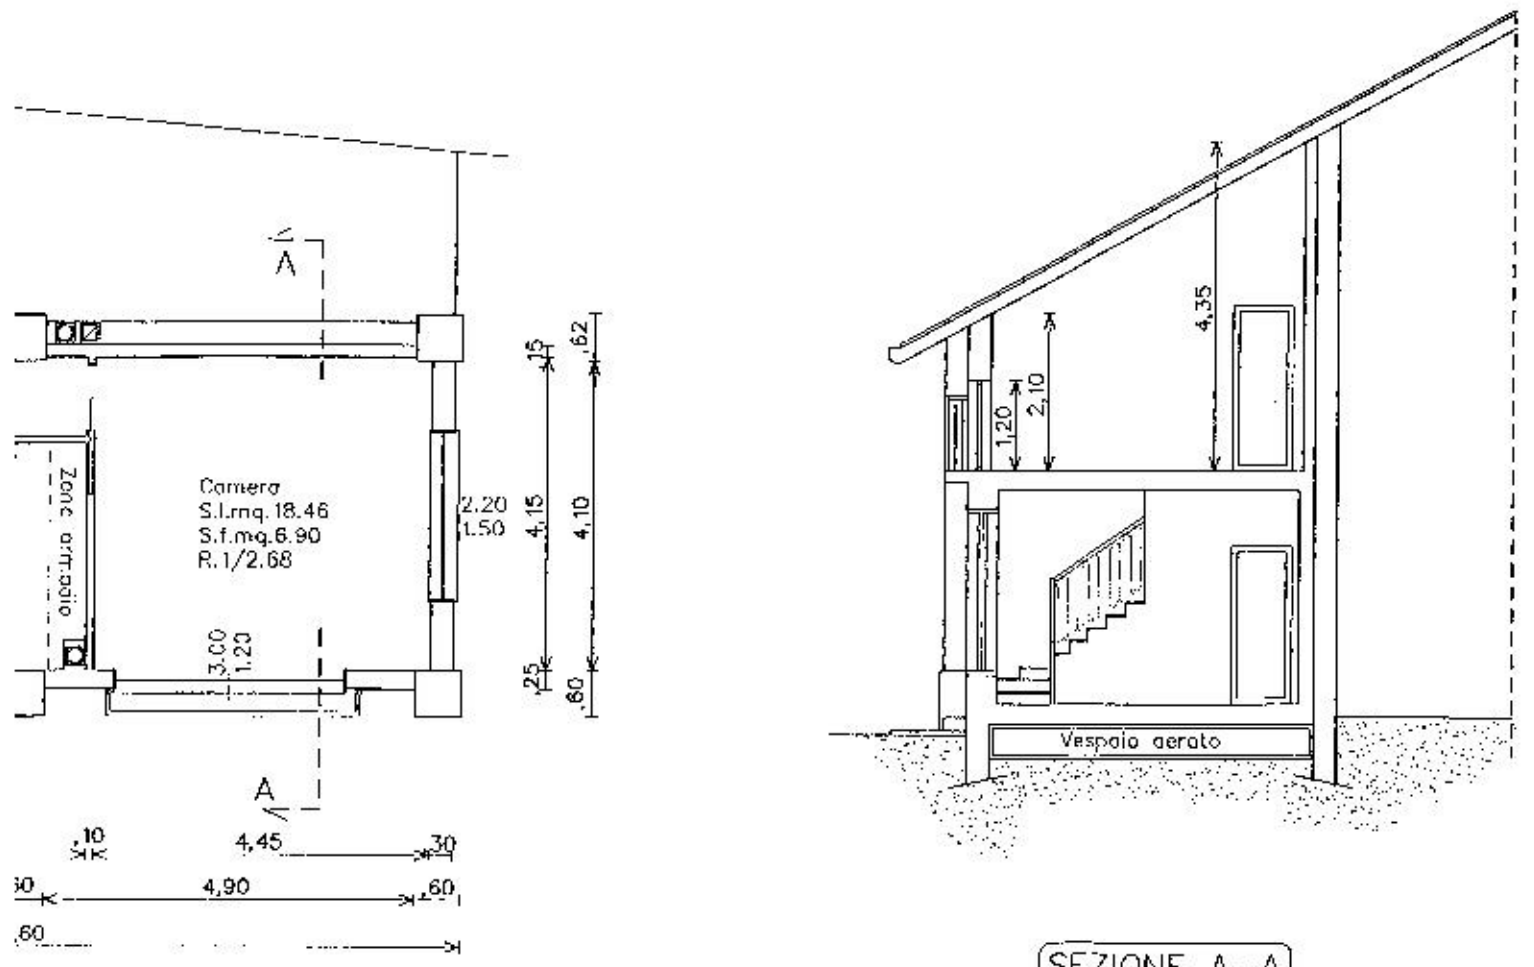 A
Camera
S.l.mq.18.46
S.f.mq.6.90
R.1/2.68
Zona armadio
3.00
1.20
2.20
1.50
,15
,62
4,15
4,10
,25
,60
A
,10
4,45
,30
60
4,90
,60
,60
4,35
2,10
1,20
Vespaio aerato
SEZIONE A-A